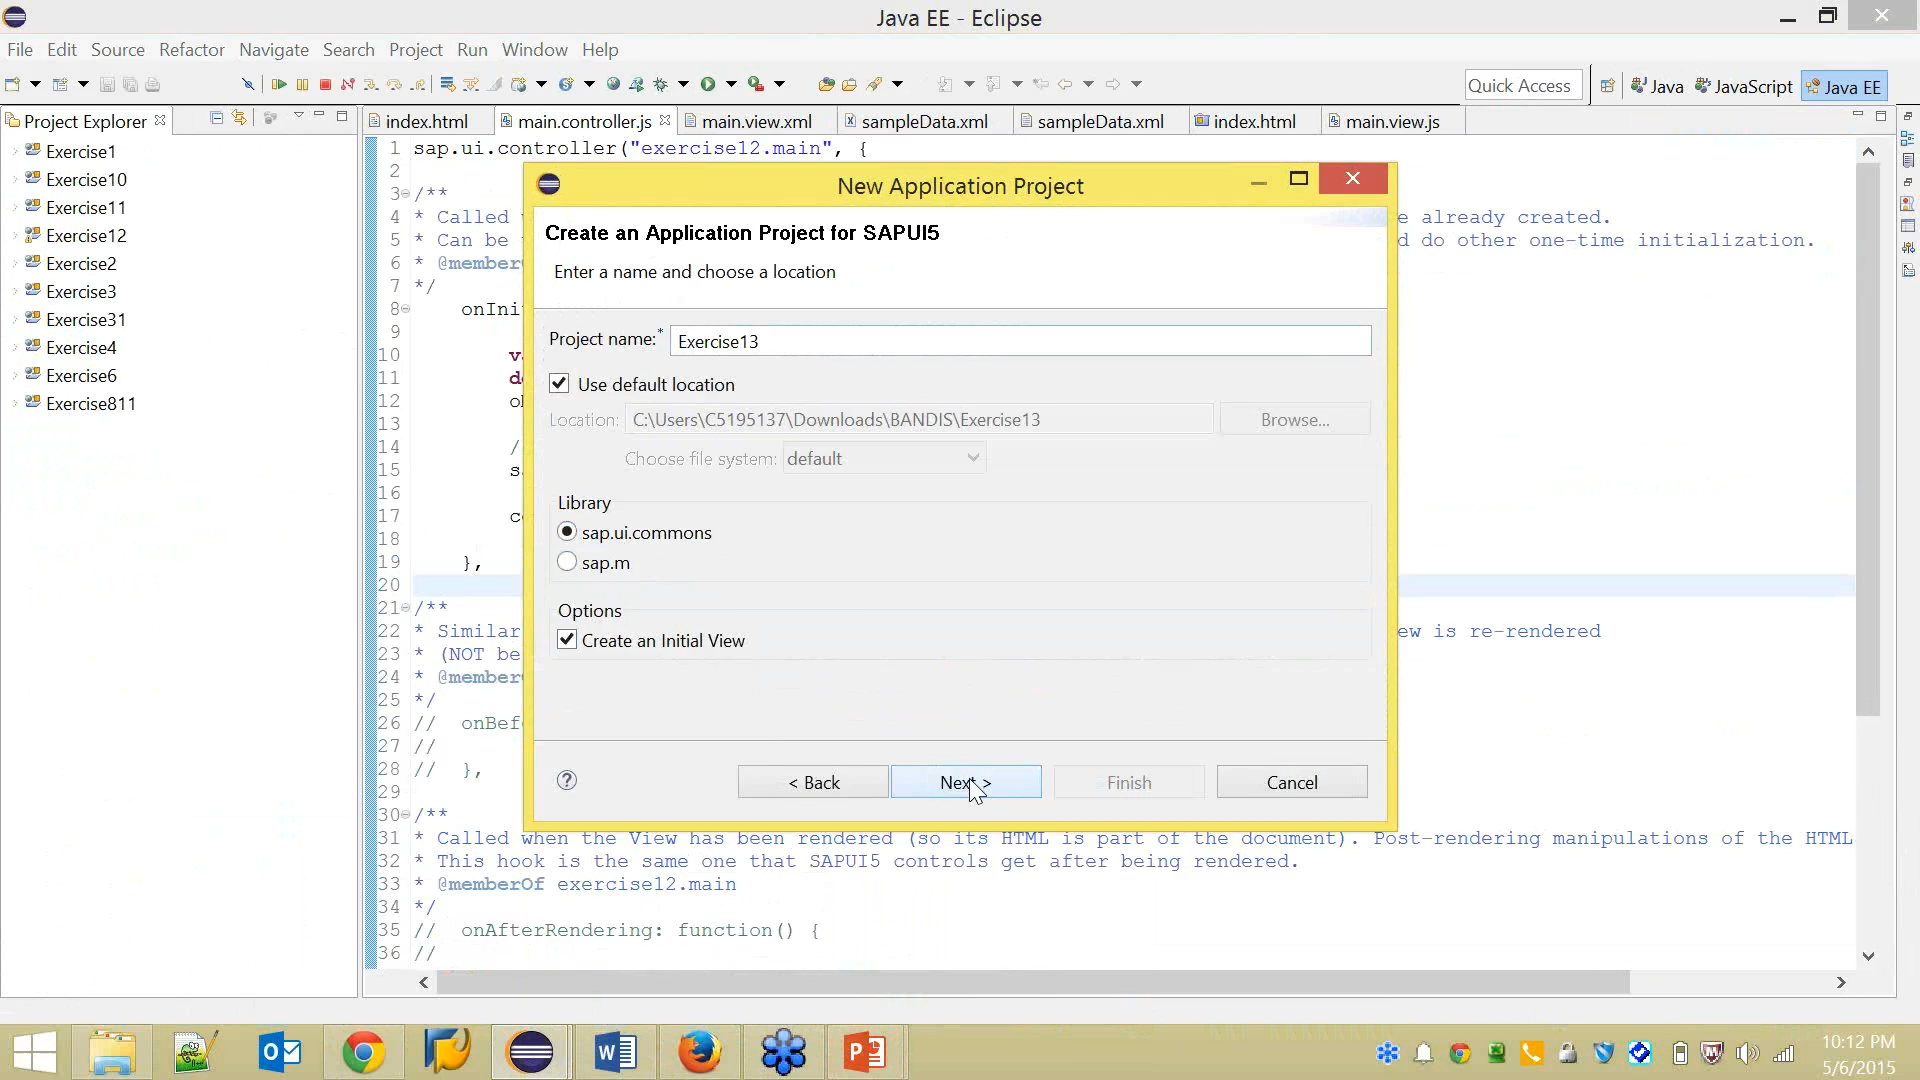 Java EE - Eclipse
File Edit Source Refactor Navigate Search Project Run Window Help
Quick Access
Java
JavaScript
Java EE
Project Explorer
index.html
main.controller.js
main.view.xml
sampleData.xml
sampleData.xml
index.html
main.view.js
Exercise1
Exercise10
Exercise11
Exercise12
Exercise2
Exercise3
Exercise31
Exercise4
Exercise6
Exercise811
1 sap.ui.controller("exercise12.main", {
2
3 /**
4 * Called e already created.
5 * Can be d do other one-time initialization.
6 * @member
7 */
8 onIni
9
10 v
11 d
12 o
13
14 /
15 s
16
17 c
18
19 },
20
21 /**
22 * Similar ew is re-rendered
23 * (NOT be
24 * @member
25 */
26 // onBef
27 //
28 // },
29
30 /**
31 * Called when the View has been rendered (so its HTML is part of the document). Post-rendering manipulations of the HTML
32 * This hook is the same one that SAPUI5 controls get after being rendered.
33 * @memberOf exercise12.main
34 */
35 // onAfterRendering: function() {
36 //
New Application Project
Create an Application Project for SAPUI5
Enter a name and choose a location
Project name:* Exercise13
Use default location
Location: C:\Users\C5195137\Downloads\BANDIS\Exercise13 Browse...
Choose file system: default
Library
sap.ui.commons
sap.m
Options
Create an Initial View
< Back Next > Finish Cancel
10:12 PM
5/6/2015